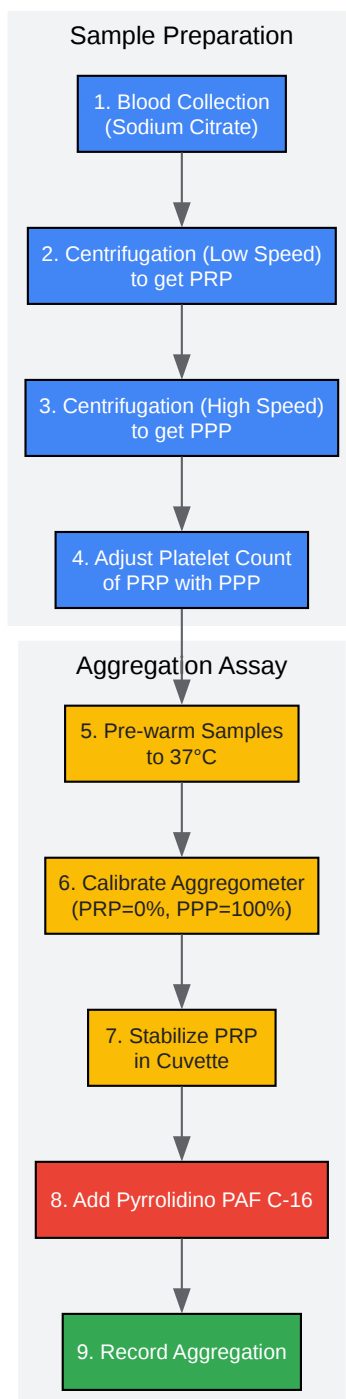 Sample Preparation
1. Blood Collection
(Sodium Citrate)
2. Centrifugation (Low Speed)
to get PRP
3. Centrifugation (High Speed)
to get PPP
4. Adjust Platelet Count
of PRP with PPP
Aggregation Assay
5. Pre-warm Samples
to 37°C
6. Calibrate Aggregometer
(PRP=0%, PPP=100%)
7. Stabilize PRP
in Cuvette
8. Add Pyrrolidino PAF C-16
9. Record Aggregation